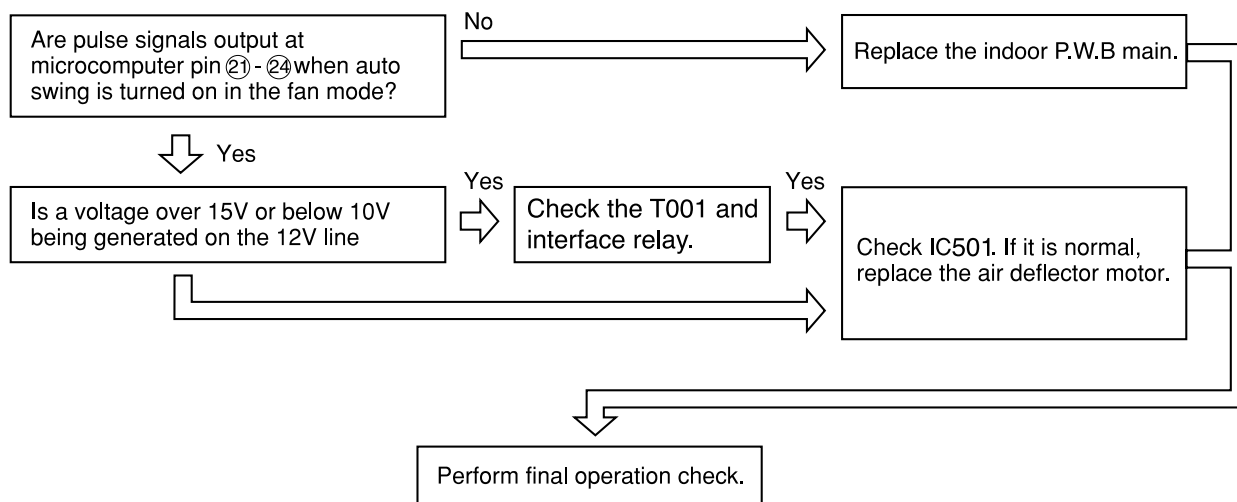 Are pulse signals output at
microcomputer pin ㉑ - ㉔ when auto
swing is turned on in the fan mode?
No
Replace the indoor P.W.B main.
Yes
Is a voltage over 15V or below 10V
being generated on the 12V line
Yes
Check the T001 and
interface relay.
Yes
Check IC501. If it is normal,
replace the air deflector motor.
Perform final operation check.